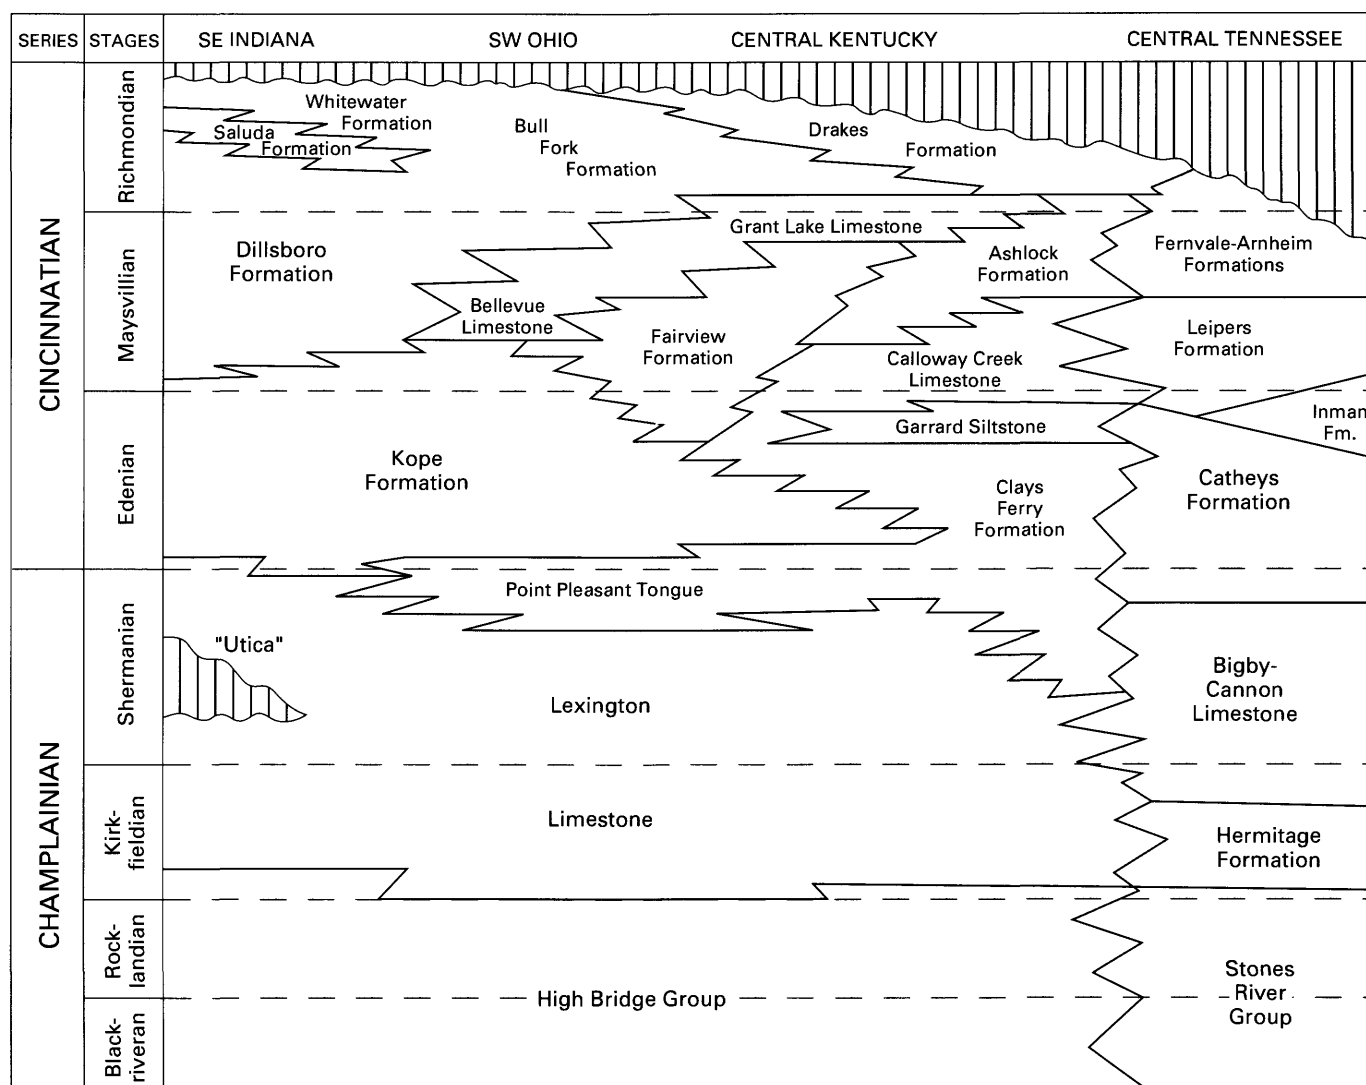 SERIES STAGES SE INDIANA SW OHIO CENTRAL KENTUCKY CENTRAL TENNESSEE
CINCINNATIAN
CHAMPLAINIAN
Richmondian
Maysvillian
Edenian
Shermanian
Kirk-
fieldian
Rock-
landian
Black-
riveran
Whitewater
Formation
Saluda
Formation
Bull
Fork
Formation
Drakes
Formation
Dillsboro
Formation
Grant Lake Limestone
Ashlock
Formation
Fernvale-Arnheim
Formations
Bellevue
Limestone
Fairview
Formation
Calloway Creek
Limestone
Leipers
Formation
Garrard Siltstone
Inman
Fm.
Kope
Formation
Clays
Ferry
Formation
Catheys
Formation
Point Pleasant Tongue
"Utica"
Lexington
Limestone
Bigby-
Cannon
Limestone
Hermitage
Formation
High Bridge Group
Stones
River
Group